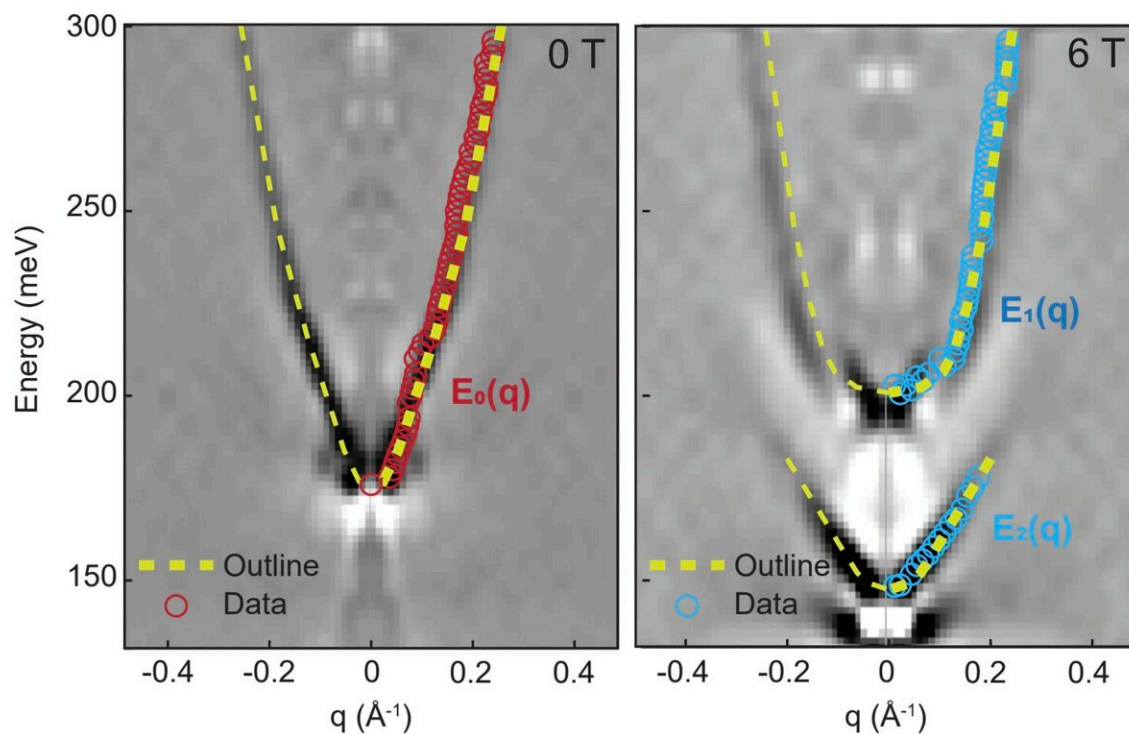 300
250
200
150
Energy (meV)
0 T
E₀(q)
Outline
Data
-0.4
-0.2
0
0.2
0.4
q (Å⁻¹)
6 T
E₁(q)
E₂(q)
Outline
Data
-0.4
-0.2
0
0.2
0.4
q (Å⁻¹)